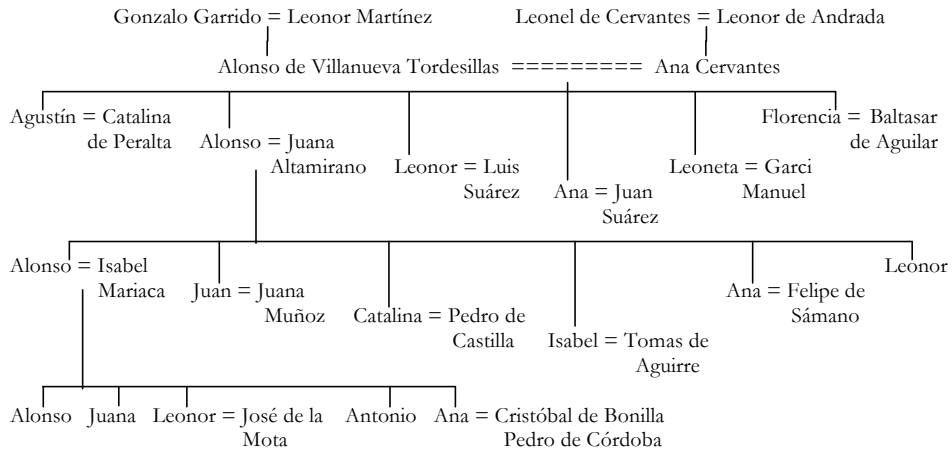 Gonzalo Garrido = Leonor Martínez Leonel de Cervantes = Leonor de Andrada
Alonso de Villanueva Tordesillas ========= Ana Cervantes
Agustín = Catalina
de Peralta
Alonso = Juana
Altamirano
Leonor = Luis
Suárez
Ana = Juan
Suárez
Leoneta = Garci
Manuel
Florencia = Baltasar
de Aguilar
Alonso = Isabel
Mariaca
Juan = Juana
Muñoz
Catalina = Pedro de
Castilla
Isabel = Tomas de
Aguirre
Ana = Felipe de
Sámano
Leonor
Alonso
Juana
Leonor = José de la
Mota
Antonio
Ana = Cristóbal de Bonilla
Pedro de Córdoba